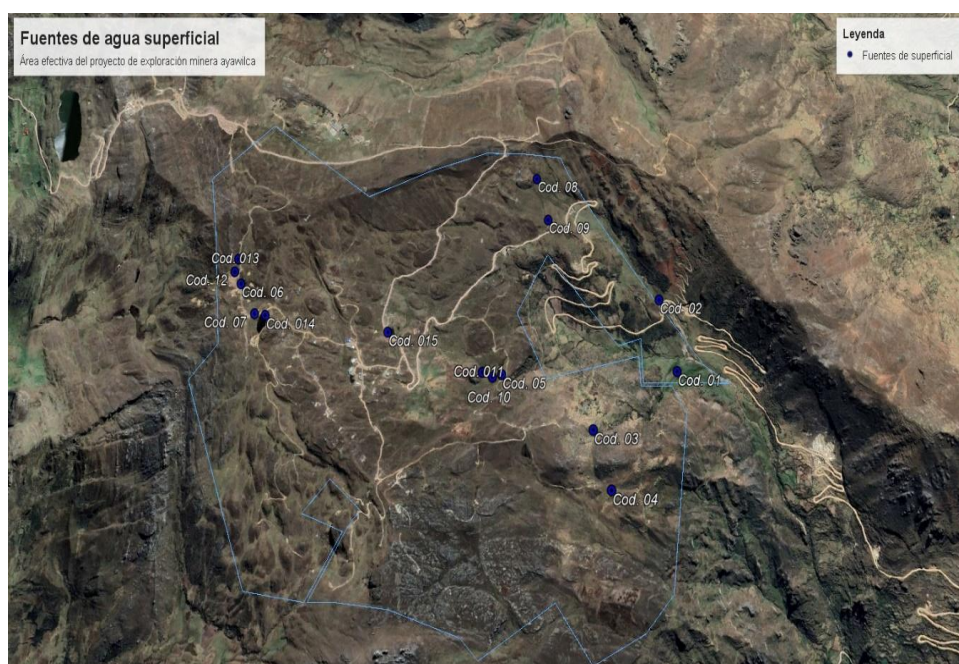 Fuentes de agua superficial
Área efectiva del proyecto de exploración minera ayawilca
Leyenda
Fuentes de superficial
Cod. 08
Cod. 09
Cod. 013
Cod. 12
Cod. 06
Cod. 02
Cod. 07
Cod. 014
Cod. 015
Cod. 011
Cod. 05
Cod. 01
Cod. 10
Cod. 03
Cod. 04